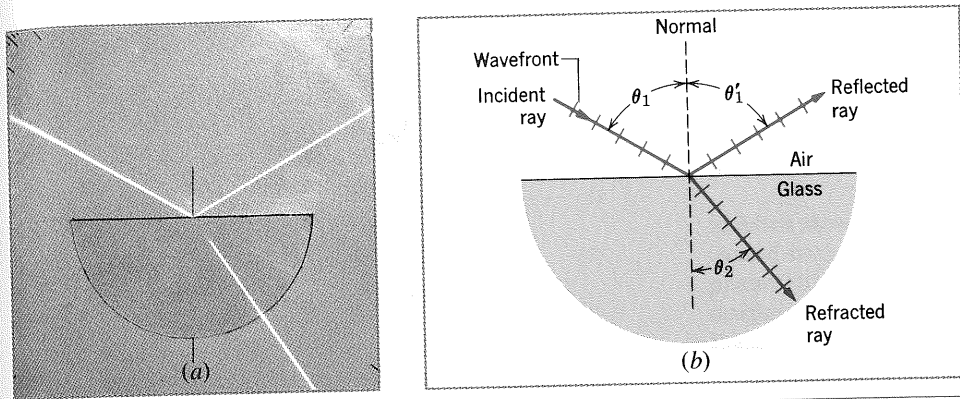 (a)
Normal
Wavefront
Incident
ray
θ₁
θ′₁
Reflected
ray
Air
Glass
θ₂
Refracted
ray
(b)